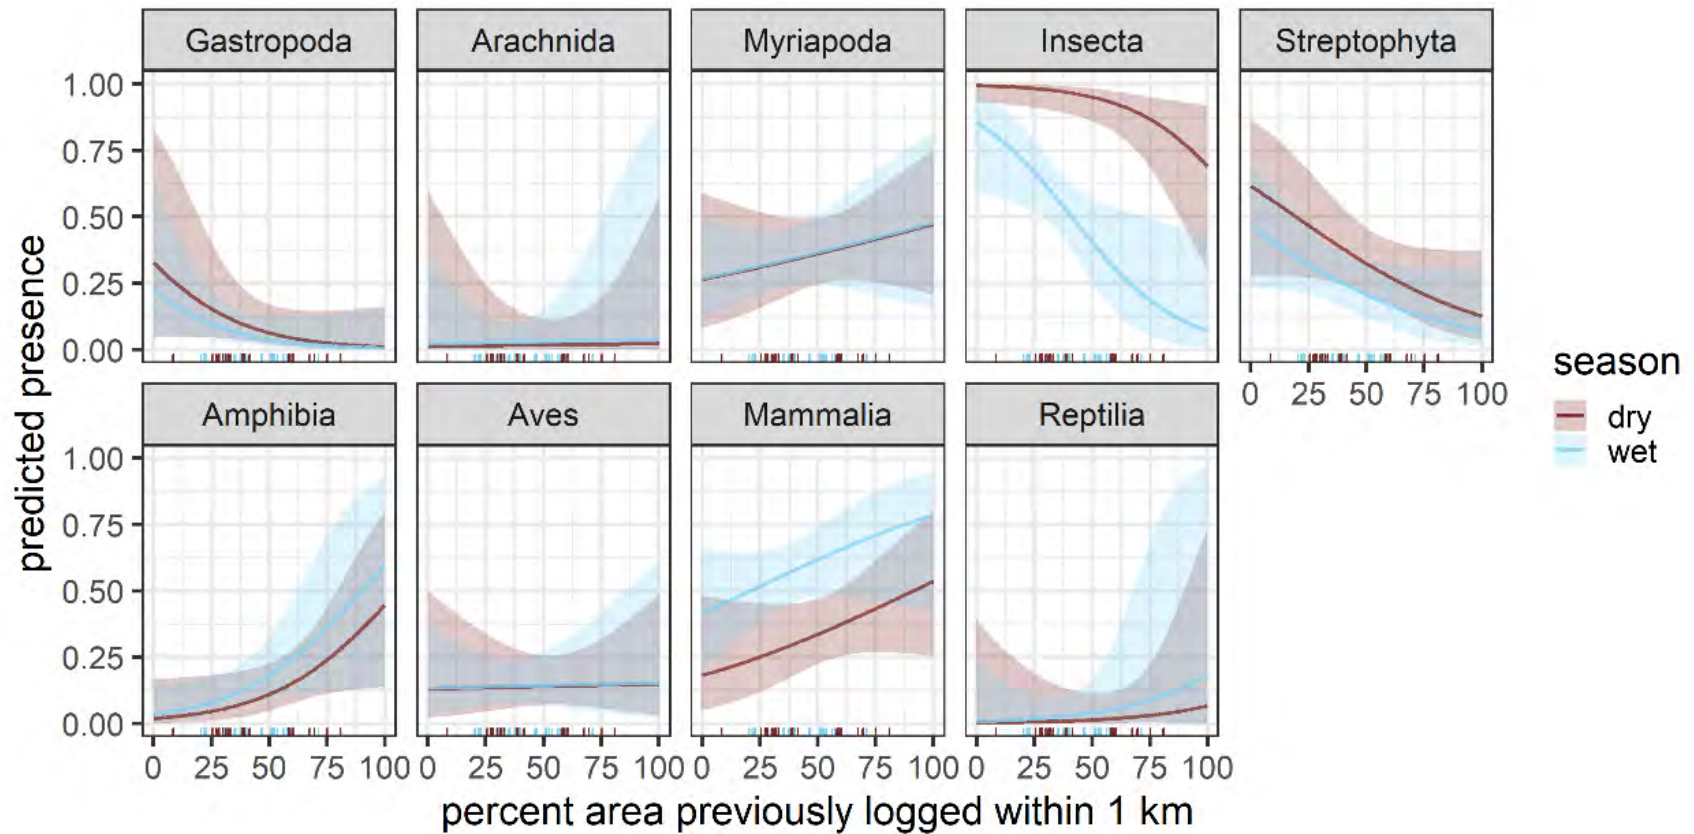 Gastropoda Arachnida Myriapoda Insecta Streptophyta
1.00
0.75
0.50
0.25
0.00
0 25 50 75 100
predicted presence
season
dry
wet
Amphibia Aves Mammalia Reptilia
1.00
0.75
0.50
0.25
0.00
0 25 50 75 100 0 25 50 75 100 0 25 50 75 100 0 25 50 75 100
percent area previously logged within 1 km